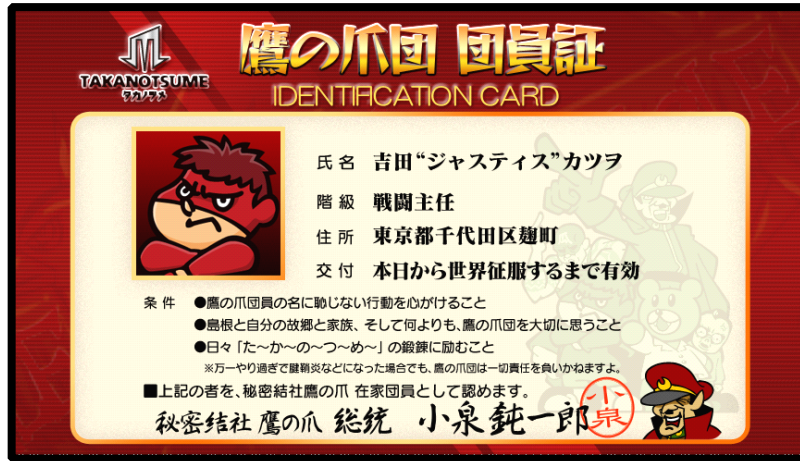 鷹の爪団 団員証
TAKANOTSUME
タカノツメ
IDENTIFICATION CARD
氏名 吉田“ジャスティス”カツヲ
階級 戦闘主任
住所 東京都千代田区麹町
交付 本日から世界征服するまで有効
条件 ●鷹の爪団員の名に恥じない行動を心がけること
●島根と自分の故郷と家族、そして何よりも、鷹の爪団を大切に思うこと
●日々「た〜か〜の〜つ〜め〜」の鍛錬に励むこと
※万一やり過ぎで腱鞘炎などになった場合でも、鷹の爪団は一切責任を負いかねますよ。
■上記の者を、秘密結社鷹の爪 在家団員として認めます。
秘密結社 鷹の爪 総統 小泉鈍一郎
小泉